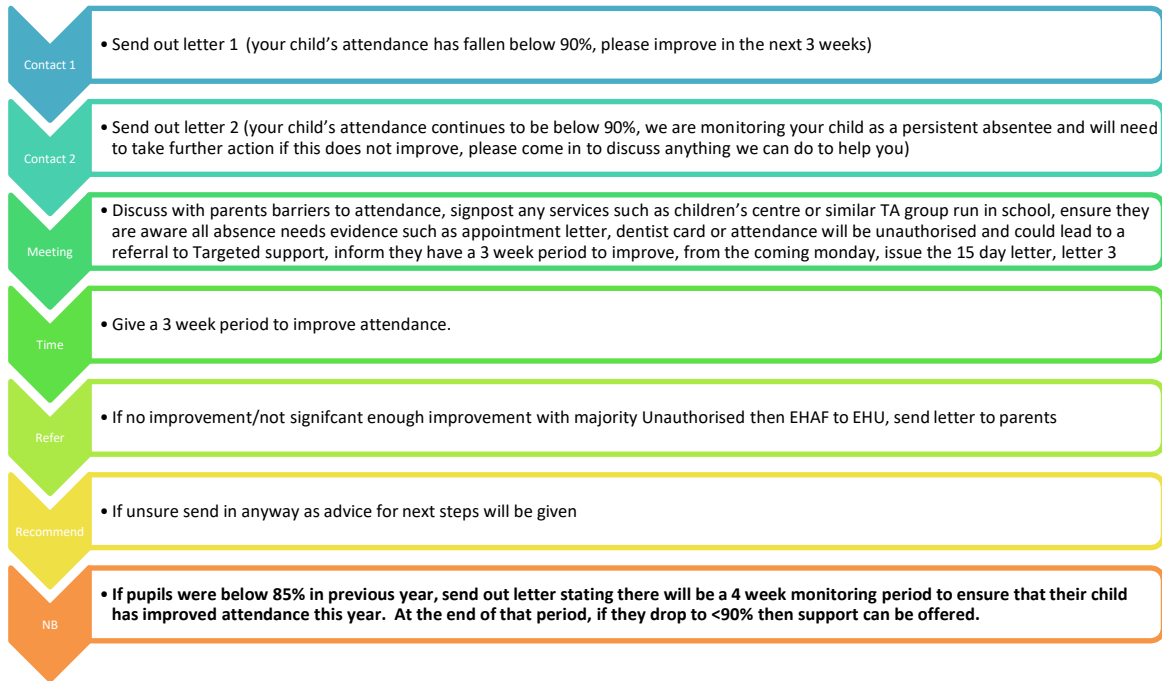 Contact 1
• Send out letter 1 (your child's attendance has fallen below 90%, please improve in the next 3 weeks)
Contact 2
• Send out letter 2 (your child's attendance continues to be below 90%, we are monitoring your child as a persistent absentee and will need
to take further action if this does not improve, please come in to discuss anything we can do to help you)
Meeting
• Discuss with parents barriers to attendance, signpost any services such as children's centre or similar TA group run in school, ensure they
are aware all absence needs evidence such as appointment letter, dentist card or attendance will be unauthorised and could lead to a
referral to Targeted support, inform they have a 3 week period to improve, from the coming monday, issue the 15 day letter, letter 3
Time
• Give a 3 week period to improve attendance.
Refer
• If no improvement/not signifcant enough improvement with majority Unauthorised then EHAF to EHU, send letter to parents
Recommend
• If unsure send in anyway as advice for next steps will be given
NB
• If pupils were below 85% in previous year, send out letter stating there will be a 4 week monitoring period to ensure that their child
has improved attendance this year.  At the end of that period, if they drop to <90% then support can be offered.